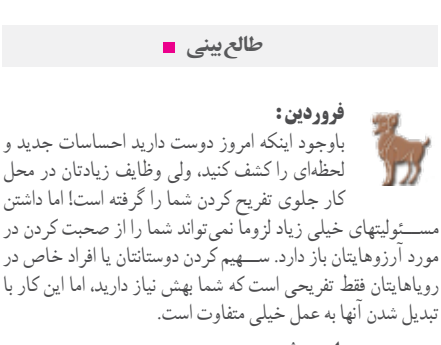 طالع‌بینی
فروردین:
باوجود اینکه امروز دوست دارید احساسات جدید و
لحظه‌ای را کشف کنید، ولی وظایف زیادتان در محل
کار جلوی تفریح کردن شما را گرفته است! اما داشتن
مسـئولیتهای خیلی زیاد لزوما نمی‌تواند شما را از صحبت کردن در
مورد آرزوهایتان باز دارد. سـهیم کردن دوستانتان یا افراد خاص در
رویاهایتان فقط تفریحی است که شما بهش نیاز دارید، اما این کار با
تبدیل شدن آنها به عمل خیلی متفاوت است.